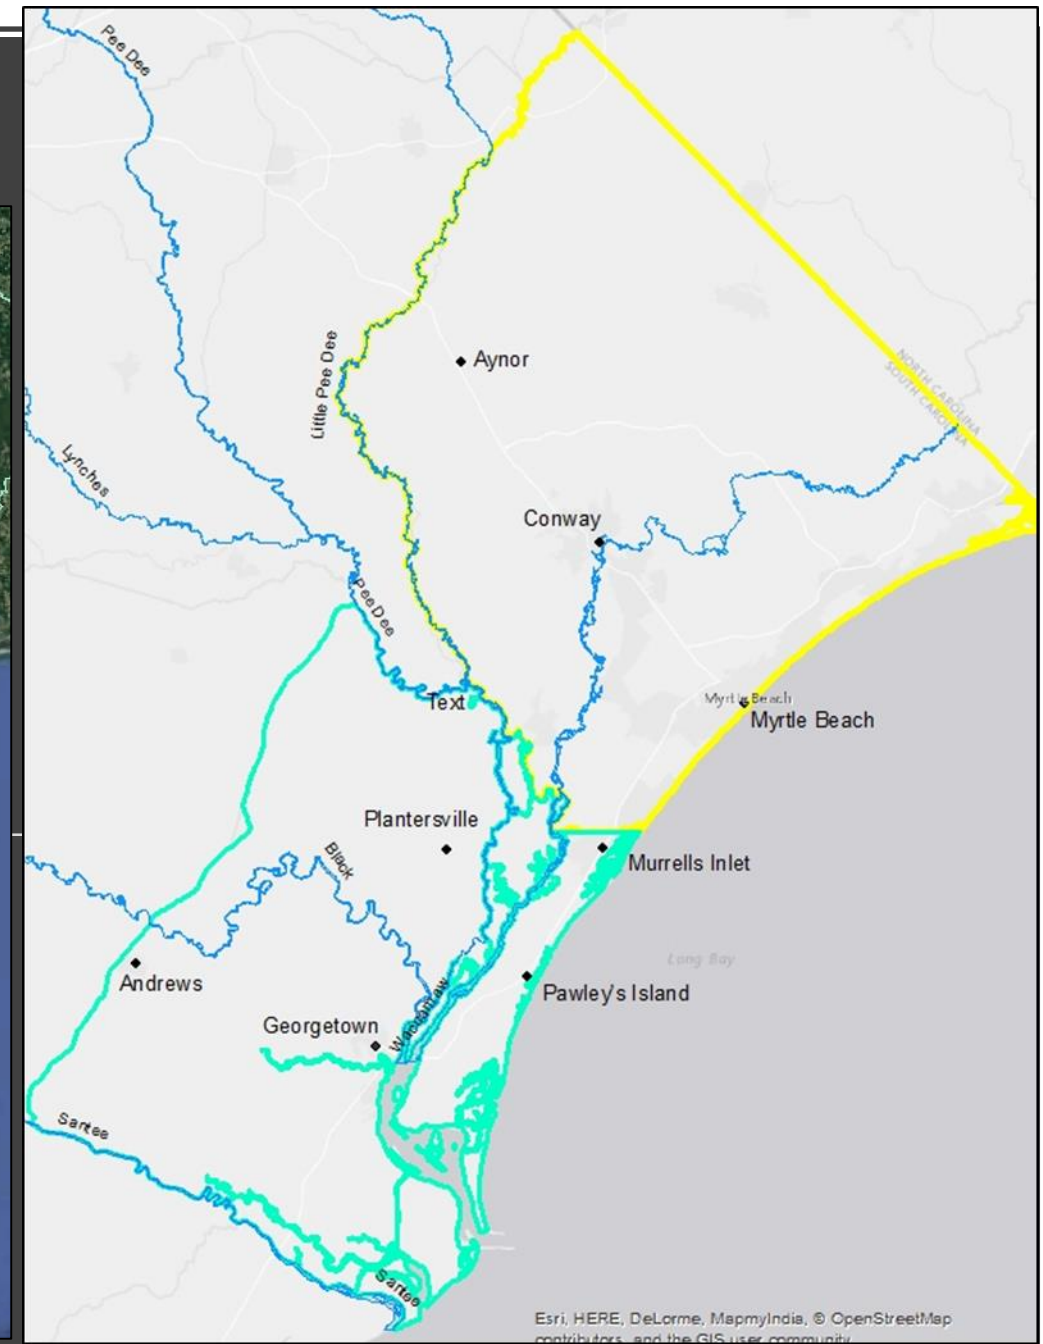 Pee Dee
Little Pee Dee
Aynor
NORTH CAROLINA
SOUTH CAROLINA
Lynches
Conway
Pee Dee
Text
Myrtle Beach
Myrtle Beach
Plantersville
Black
Murrells Inlet
Long Bay
Andrews
Pawley's Island
Waccamaw
Georgetown
Santee
Santee
Esri, HERE, DeLorme, MapmyIndia, © OpenStreetMap
contributors, and the GIS user community